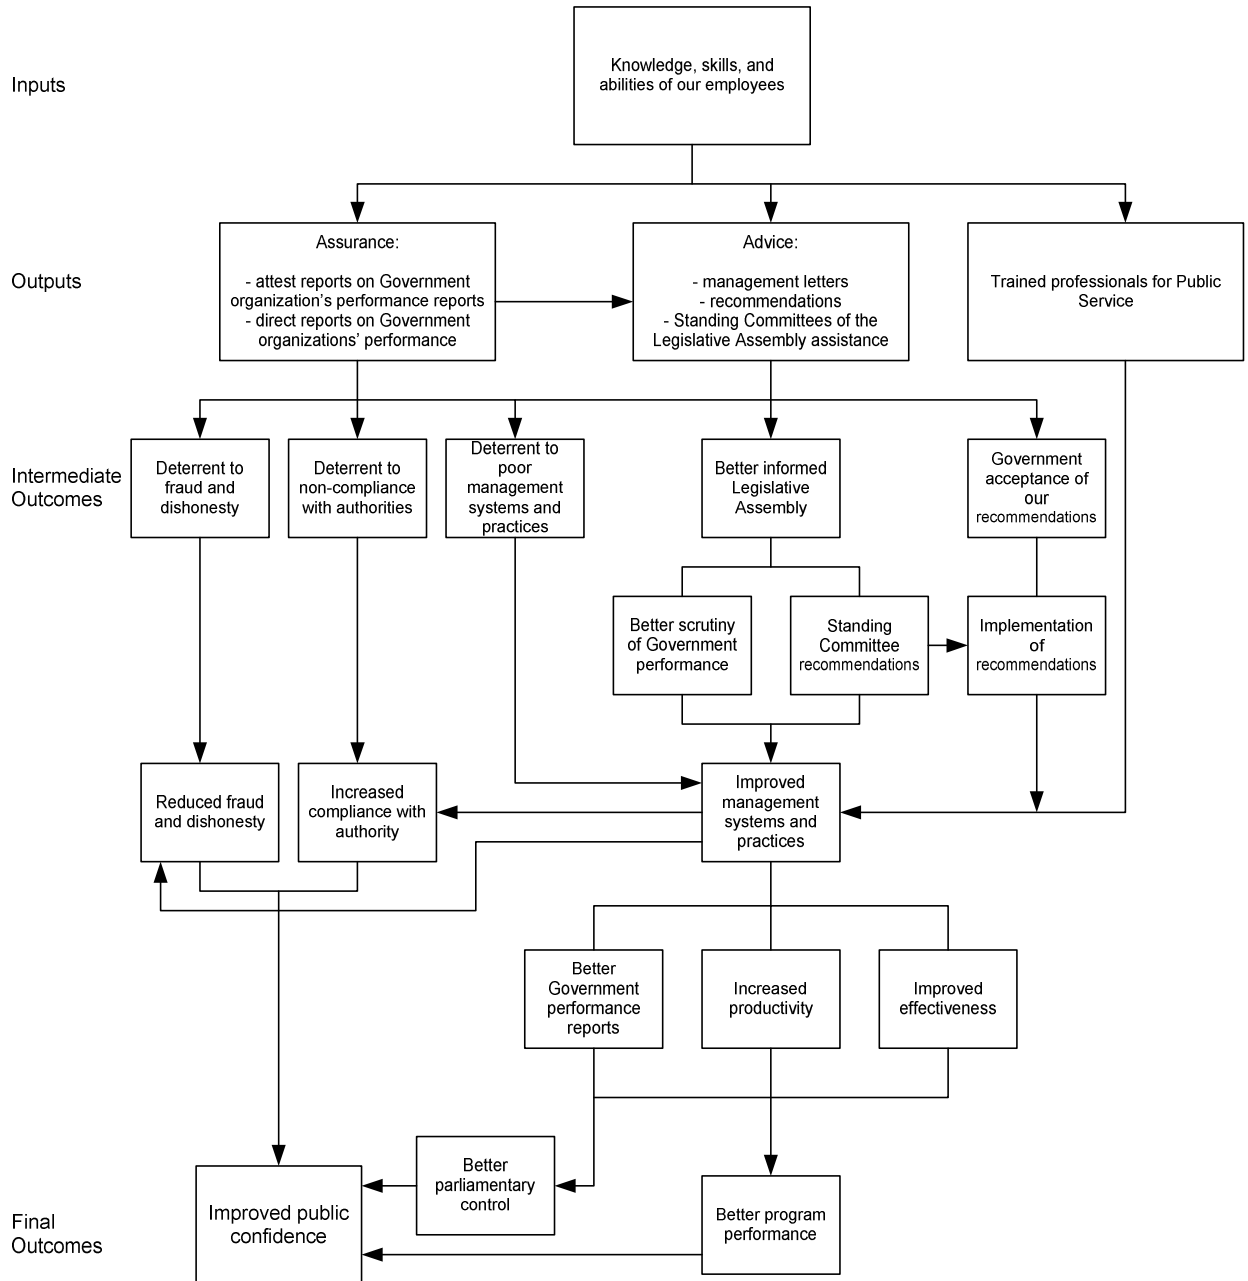 Inputs
Knowledge, skills, and
abilities of our employees
Outputs
Assurance:
- attest reports on Government
organization's performance reports
- direct reports on Government
organizations' performance
Advice:
- management letters
- recommendations
- Standing Committees of the
Legislative Assembly assistance
Trained professionals for Public
Service
Intermediate
Outcomes
Deterrent to
fraud and
dishonesty
Deterrent to
non-compliance
with authorities
Deterrent to
poor
management
systems and
practices
Better informed
Legislative
Assembly
Government
acceptance of
our
recommendations
Better scrutiny
of Government
performance
Standing
Committee
recommendations
Implementation
of
recommendations
Reduced fraud
and dishonesty
Increased
compliance with
authority
Improved
management
systems and
practices
Better
Government
performance
reports
Increased
productivity
Improved
effectiveness
Final
Outcomes
Improved public
confidence
Better
parliamentary
control
Better program
performance